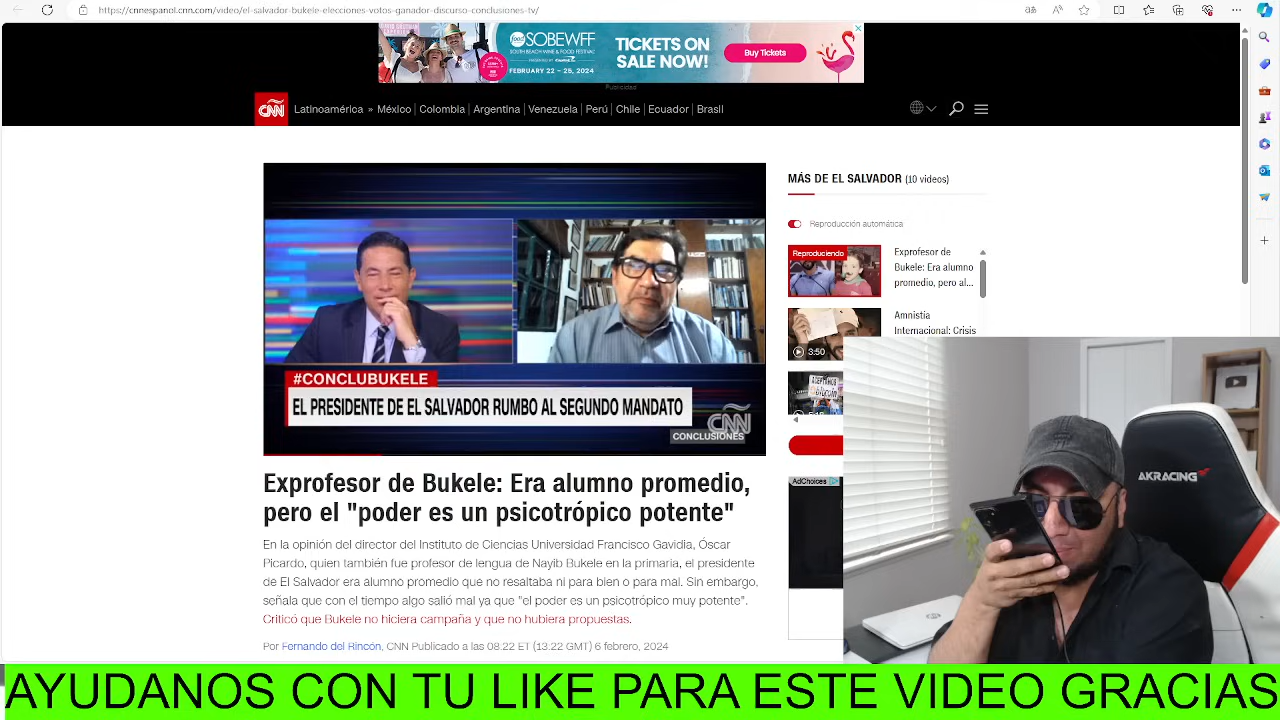 https://cnnespanol.cnn.com/video/el-salvador-bukele-elecciones-votos-ganador-discurso-conclusiones-tv/
food network SOBEWFF
SOUTH BEACH WINE & FOOD FESTIVAL
FEBRUARY 22 - 25, 2024
TICKETS ON SALE NOW!
Buy Tickets
Publicidad
CNN Latinoamérica » México | Colombia | Argentina | Venezuela | Perú | Chile | Ecuador | Brasil
MÁS DE EL SALVADOR (10 videos)
Reproducción automática
Reproduciendo
Exprofesor de
Bukele: Era alumno
promedio, pero al...
Amnistía
Internacional: Crisis
3:50
#CONCLUBUKELE
EL PRESIDENTE DE EL SALVADOR RUMBO AL SEGUNDO MANDATO
CNN
CONCLUSIONES
AdChoices
AKRACING
Exprofesor de Bukele: Era alumno promedio,
pero el "poder es un psicotrópico potente"
En la opinión del director del Instituto de Ciencias Universidad Francisco Gavidia, Óscar
Picardo, quien también fue profesor de lengua de Nayib Bukele en la primaria, el presidente
de El Salvador era alumno promedio que no resaltaba ni para bien o para mal. Sin embargo,
señala que con el tiempo algo salió mal ya que "el poder es un psicotrópico muy potente".
Criticó que Bukele no hiciera campaña y que no hubiera propuestas.
Por Fernando del Rincón, CNN Publicado a las 08:22 ET (13:22 GMT) 6 febrero, 2024
AYUDANOS CON TU LIKE PARA ESTE VIDEO GRACIAS